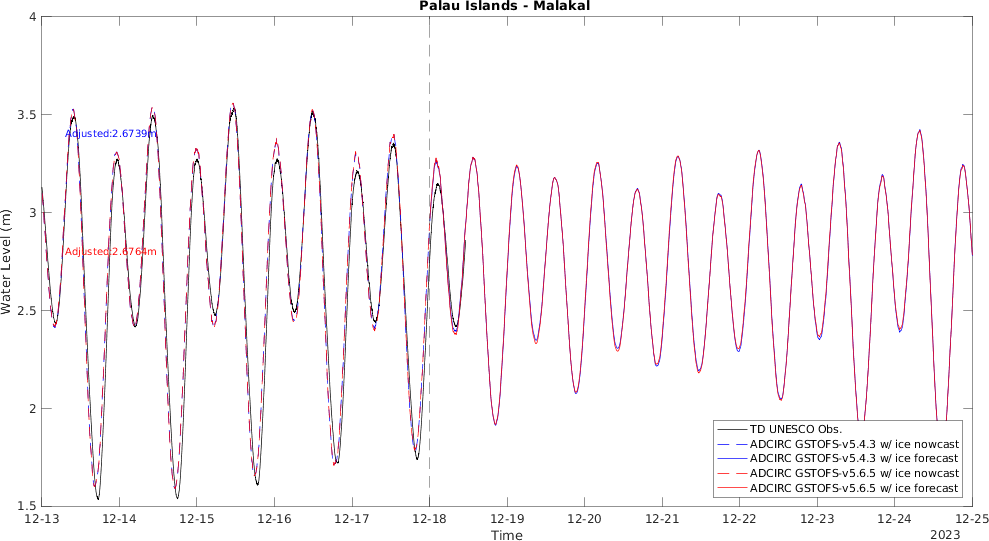 Palau Islands - Malakal
Water Level (m)
4
3.5
3
2.5
2
1.5
Adjusted:2.6739m
Adjusted:2.6764m
TD UNESCO Obs.
ADCIRC GSTOFS-v5.4.3 w/ ice nowcast
ADCIRC GSTOFS-v5.4.3 w/ ice forecast
ADCIRC GSTOFS-v5.6.5 w/ ice nowcast
ADCIRC GSTOFS-v5.6.5 w/ ice forecast
12-13 12-14 12-15 12-16 12-17 12-18 12-19 12-20 12-21 12-22 12-23 12-24 12-25
Time
2023